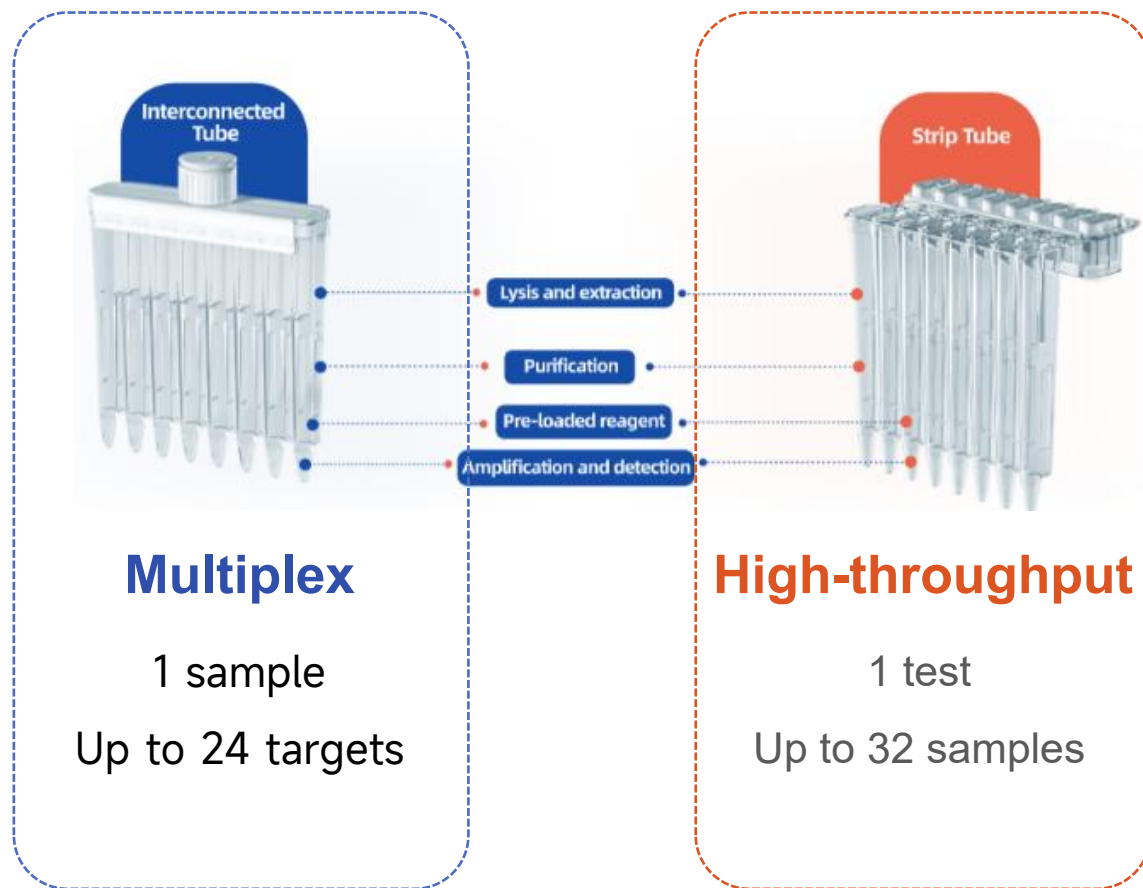 Interconnected
Tube
Strip Tube
Lysis and extraction
Purification
Pre-loaded reagent
Amplification and detection
Multiplex
1 sample
Up to 24 targets
High-throughput
1 test
Up to 32 samples